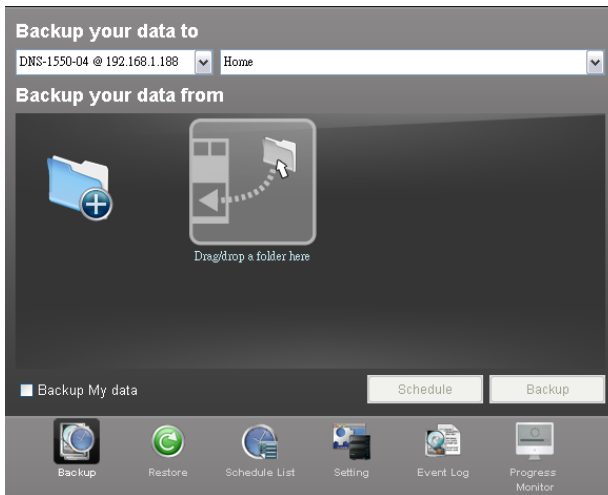 Backup your data to
DNS-1550-04 @ 192.168.1.188 Home
Backup your data from
Drag/drop a folder here
Backup My data Schedule Backup
Backup Restore Schedule List Setting Event Log Progress
Monitor